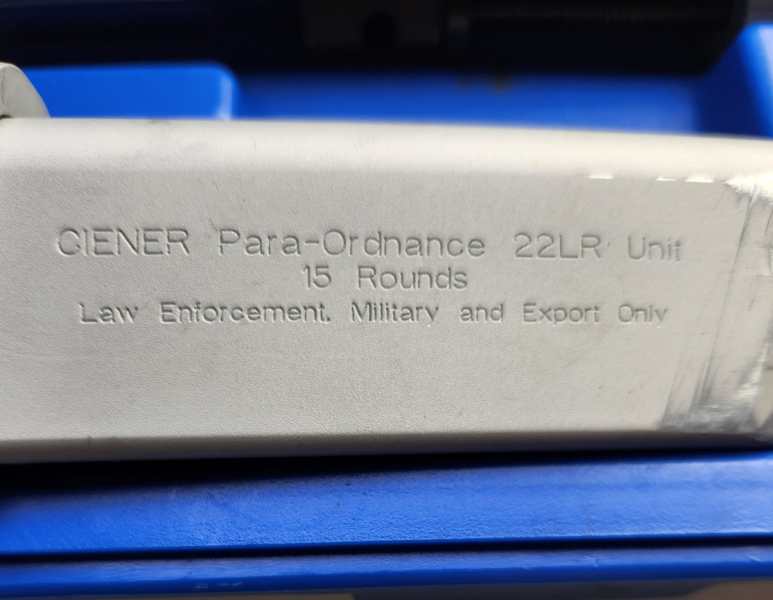 CIENER Para-Ordnance 22LR Unit
15 Rounds
Law Enforcement, Military and Export Only